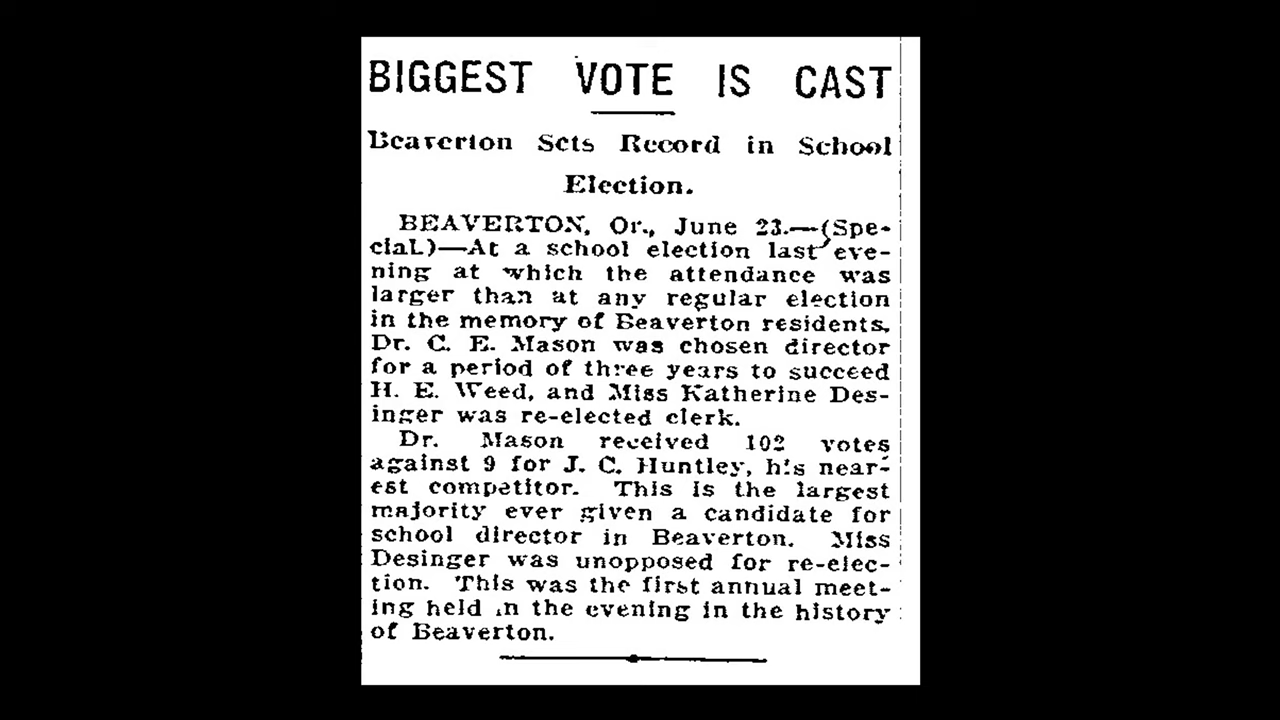 BIGGEST VOTE IS CAST
Beaverton Sets Record in School
Election.
BEAVERTON, Or., June 23.—(Spe-
cial.)—At a school election last eve-
ning at which the attendance was
larger than at any regular election
in the memory of Beaverton residents,
Dr. C. E. Mason was chosen director
for a period of three years to succeed
H. E. Weed, and Miss Katherine Des-
inger was re-elected clerk.
Dr. Mason received 102 votes
against 9 for J. C. Huntley, his near-
est competitor. This is the largest
majority ever given a candidate for
school director in Beaverton. Miss
Desinger was unopposed for re-elec-
tion. This was the first annual meet-
ing held in the evening in the history
of Beaverton.